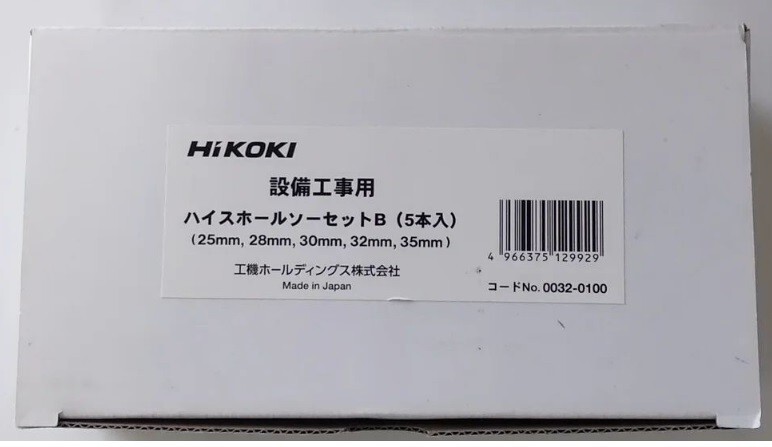 HiKOKI
設備工事用
ハイスホールソーセットB（5本入）
(25mm, 28mm, 30mm, 32mm, 35mm)
工機ホールディングス株式会社
Made in Japan
4 966375 129929
コードNo. 0032-0100